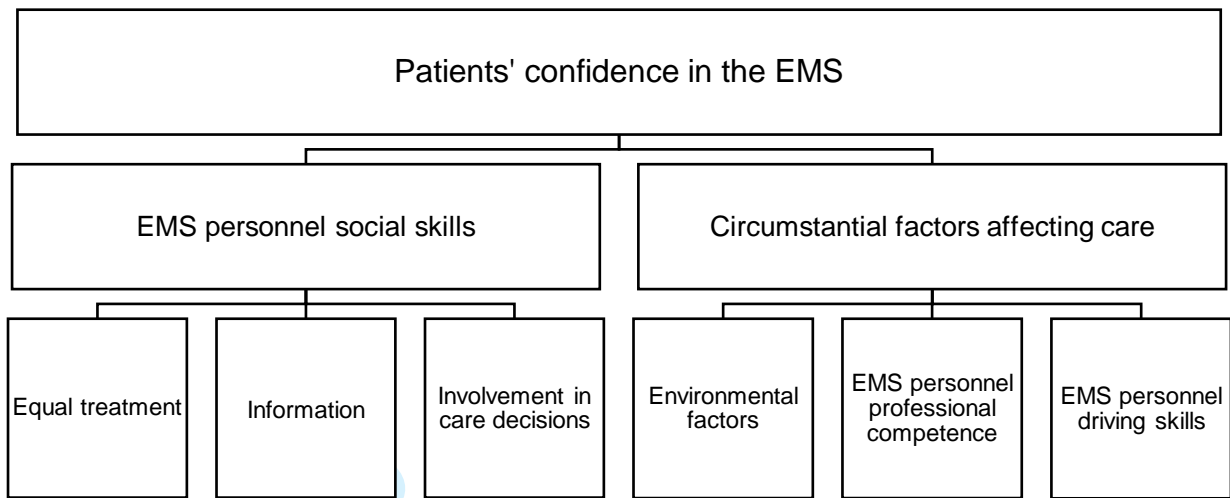 Patients' confidence in the EMS
EMS personnel social skills
Circumstantial factors affecting care
Equal treatment
Information
Involvement in
care decisions
Environmental
factors
EMS personnel
professional
competence
EMS personnel
driving skills